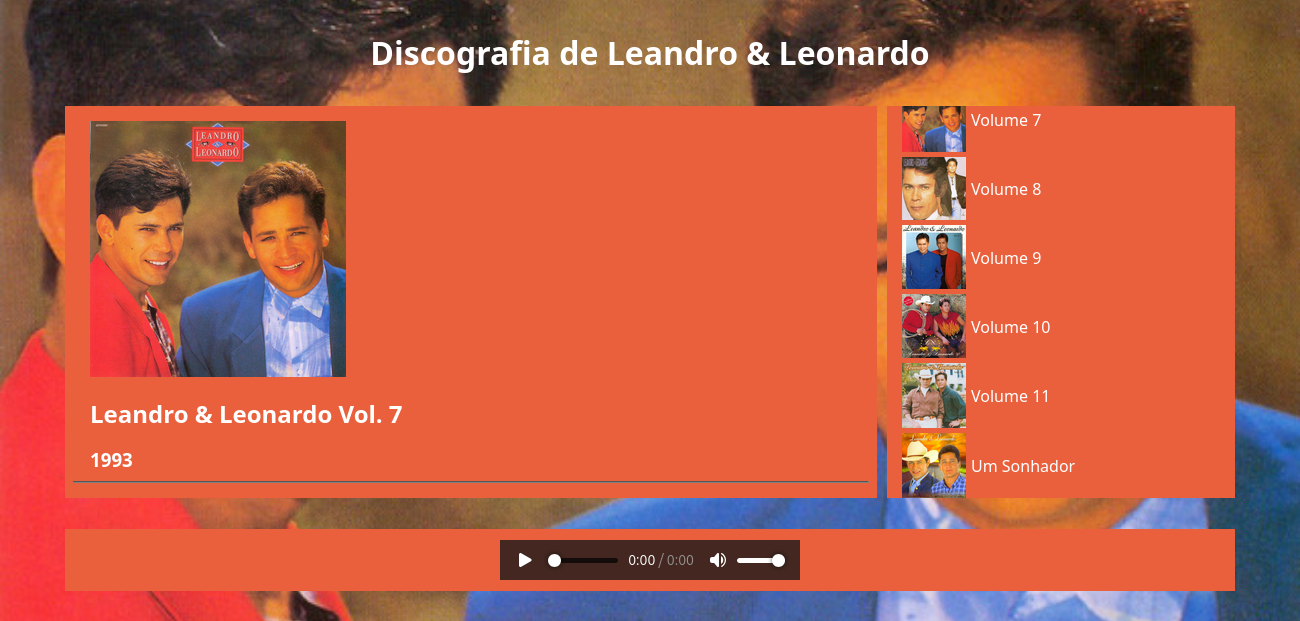 Discografia de Leandro & Leonardo
LEANDRO
&
LEONARDO
Leandro & Leonardo Vol. 7
1993
Volume 7
Volume 8
Volume 9
Volume 10
Volume 11
Um Sonhador
0:00 / 0:00